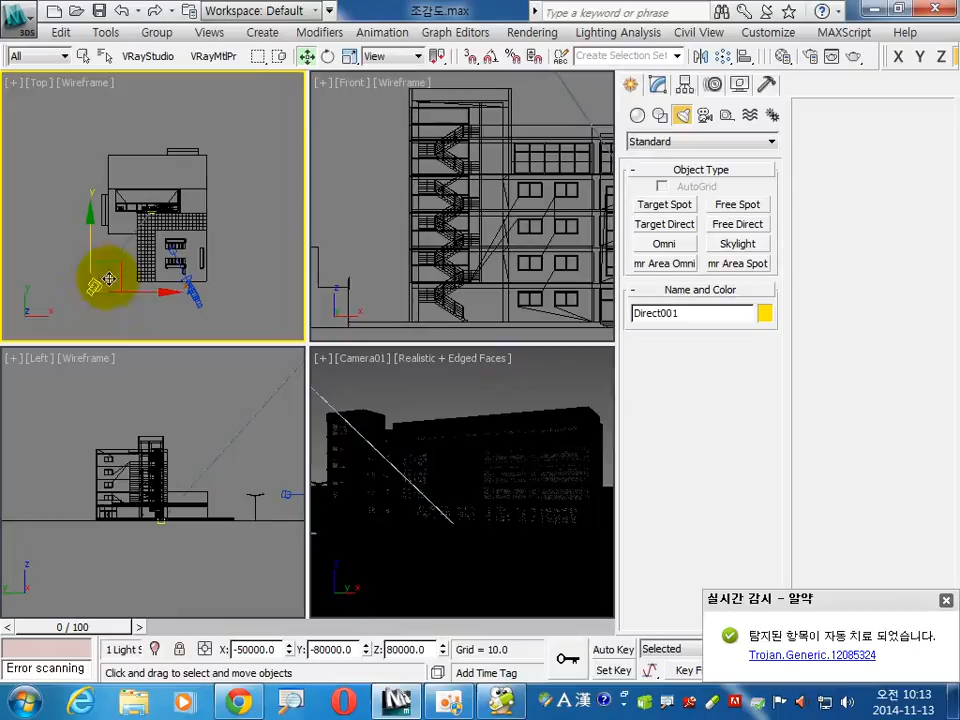 3DS
Workspace: Default
조감도.max
Type a keyword or phrase
Edit Tools Group Views Create Modifiers Animation Graph Editors Rendering Lighting Analysis Civil View Customize MAXScript Help
All VRayStudio VRayMtlPr View Create Selection Set X Y Z
[+] [Top] [Wireframe]
[+] [Front] [Wireframe]
Standard
Object Type
AutoGrid
Target Spot Free Spot
Target Direct Free Direct
Omni Skylight
mr Area Omni mr Area Spot
Name and Color
Direct001
[+] [Left] [Wireframe]
[+] [Camera01] [Realistic + Edged Faces]
실시간 감시 - 알약
탐지된 항목이 자동 치료 되었습니다.
Trojan.Generic.12085324
0 / 100
1 Light S X: -50000.0 Y: -80000.0 Z: 80000.0 Grid = 10.0 Auto Key Selected
Error scanning Click and drag to select and move objects Add Time Tag Set Key Key F
A 漢
오전 10:13
2014-11-13